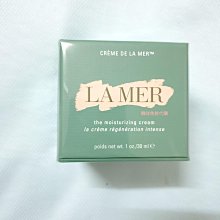 CRÈME DE LA MER™
LA MER
the moisturizing cream
la crème régénération intense
poids net wt. 1 oz/30 ml e